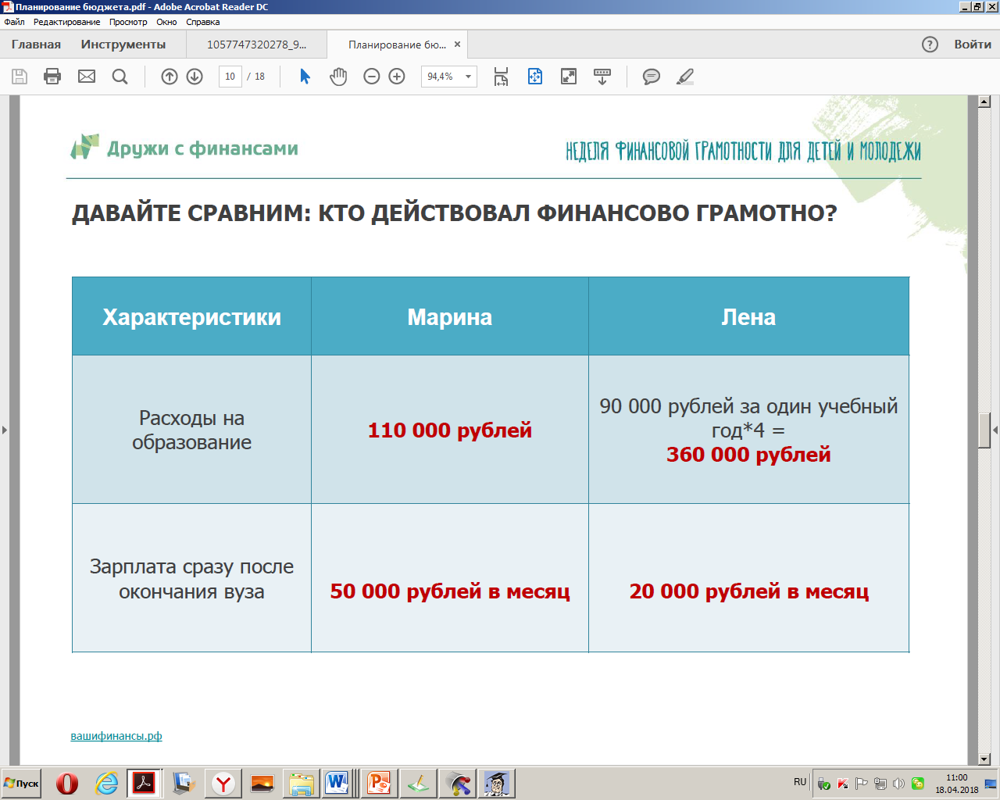 Планирование бюджета.pdf - Adobe Acrobat Reader DC
Файл Редактирование Просмотр Окно Справка
Главная Инструменты 1057747320278_9... Планирование бю... × ? Войти
10 / 18 94,4%
Дружи с финансами
НЕДЕЛЯ ФИНАНСОВОЙ ГРАМОТНОСТИ ДЛЯ ДЕТЕЙ И МОЛОДЕЖИ
ДАВАЙТЕ СРАВНИМ: КТО ДЕЙСТВОВАЛ ФИНАНСОВО ГРАМОТНО?
Характеристики Марина Лена
Расходы на
образование
110 000 рублей
90 000 рублей за один учебный
год*4 =
360 000 рублей
Зарплата сразу после
окончания вуза
50 000 рублей в месяц
20 000 рублей в месяц
вашифинансы.рф
Пуск
RU
11:00
18.04.2018